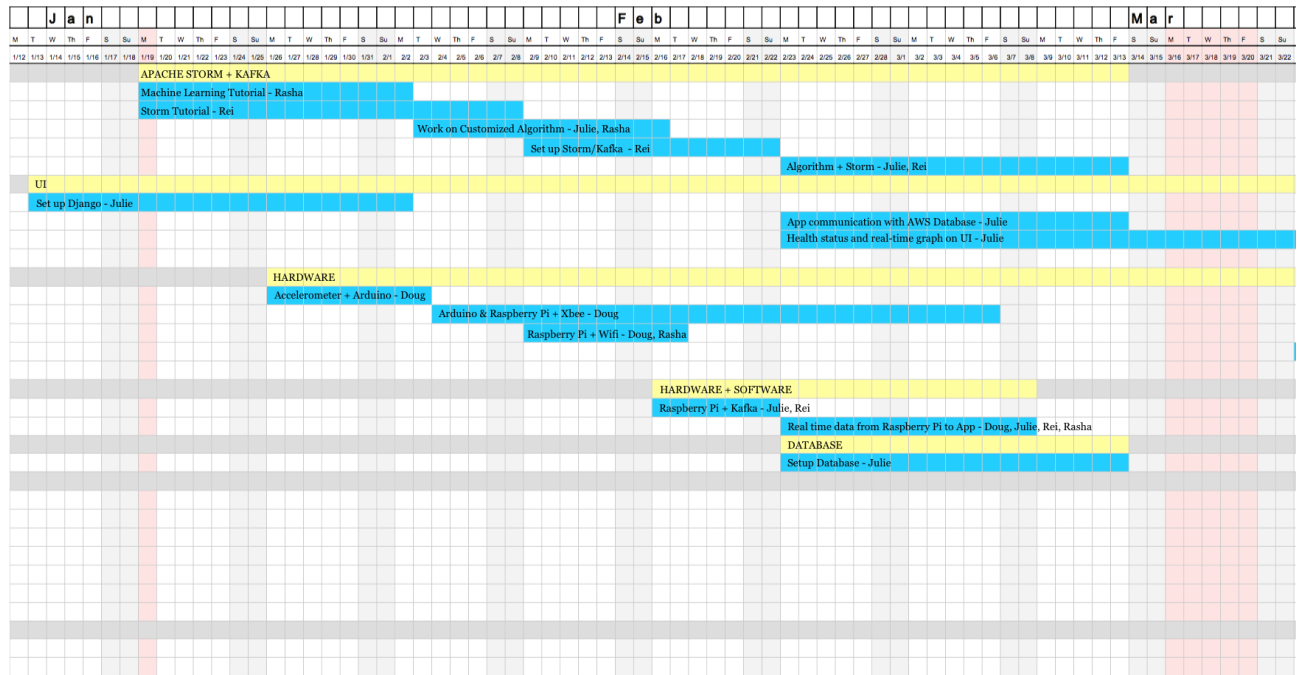 Jan Feb Mar
M T W Th F S Su M T W Th F S Su M T W Th F S Su M T W Th F S Su M T W Th F S Su M T W Th F S Su M T W Th F S Su M T W Th F S Su M T W Th F S Su M T W Th F S Su
1/12 1/13 1/14 1/15 1/16 1/17 1/18 1/19 1/20 1/21 1/22 1/23 1/24 1/25 1/26 1/27 1/28 1/29 1/30 1/31 2/1 2/2 2/3 2/4 2/5 2/6 2/7 2/8 2/9 2/10 2/11 2/12 2/13 2/14 2/15 2/16 2/17 2/18 2/19 2/20 2/21 2/22 2/23 2/24 2/25 2/26 2/27 2/28 3/1 3/2 3/3 3/4 3/5 3/6 3/7 3/8 3/9 3/10 3/11 3/12 3/13 3/14 3/15 3/16 3/17 3/18 3/19 3/20 3/21 3/22
APACHE STORM + KAFKA
Machine Learning Tutorial - Rasha
Storm Tutorial - Rei
Work on Customized Algorithm - Julie, Rasha
Set up Storm/Kafka - Rei
Algorithm + Storm - Julie, Rei
UI
Set up Django - Julie
App communication with AWS Database - Julie
Health status and real-time graph on UI - Julie
HARDWARE
Accelerometer + Arduino - Doug
Arduino & Raspberry Pi + Xbee - Doug
Raspberry Pi + Wifi - Doug, Rasha
HARDWARE + SOFTWARE
Raspberry Pi + Kafka - Julie, Rei
Real time data from Raspberry Pi to App - Doug, Julie, Rei, Rasha
DATABASE
Setup Database - Julie